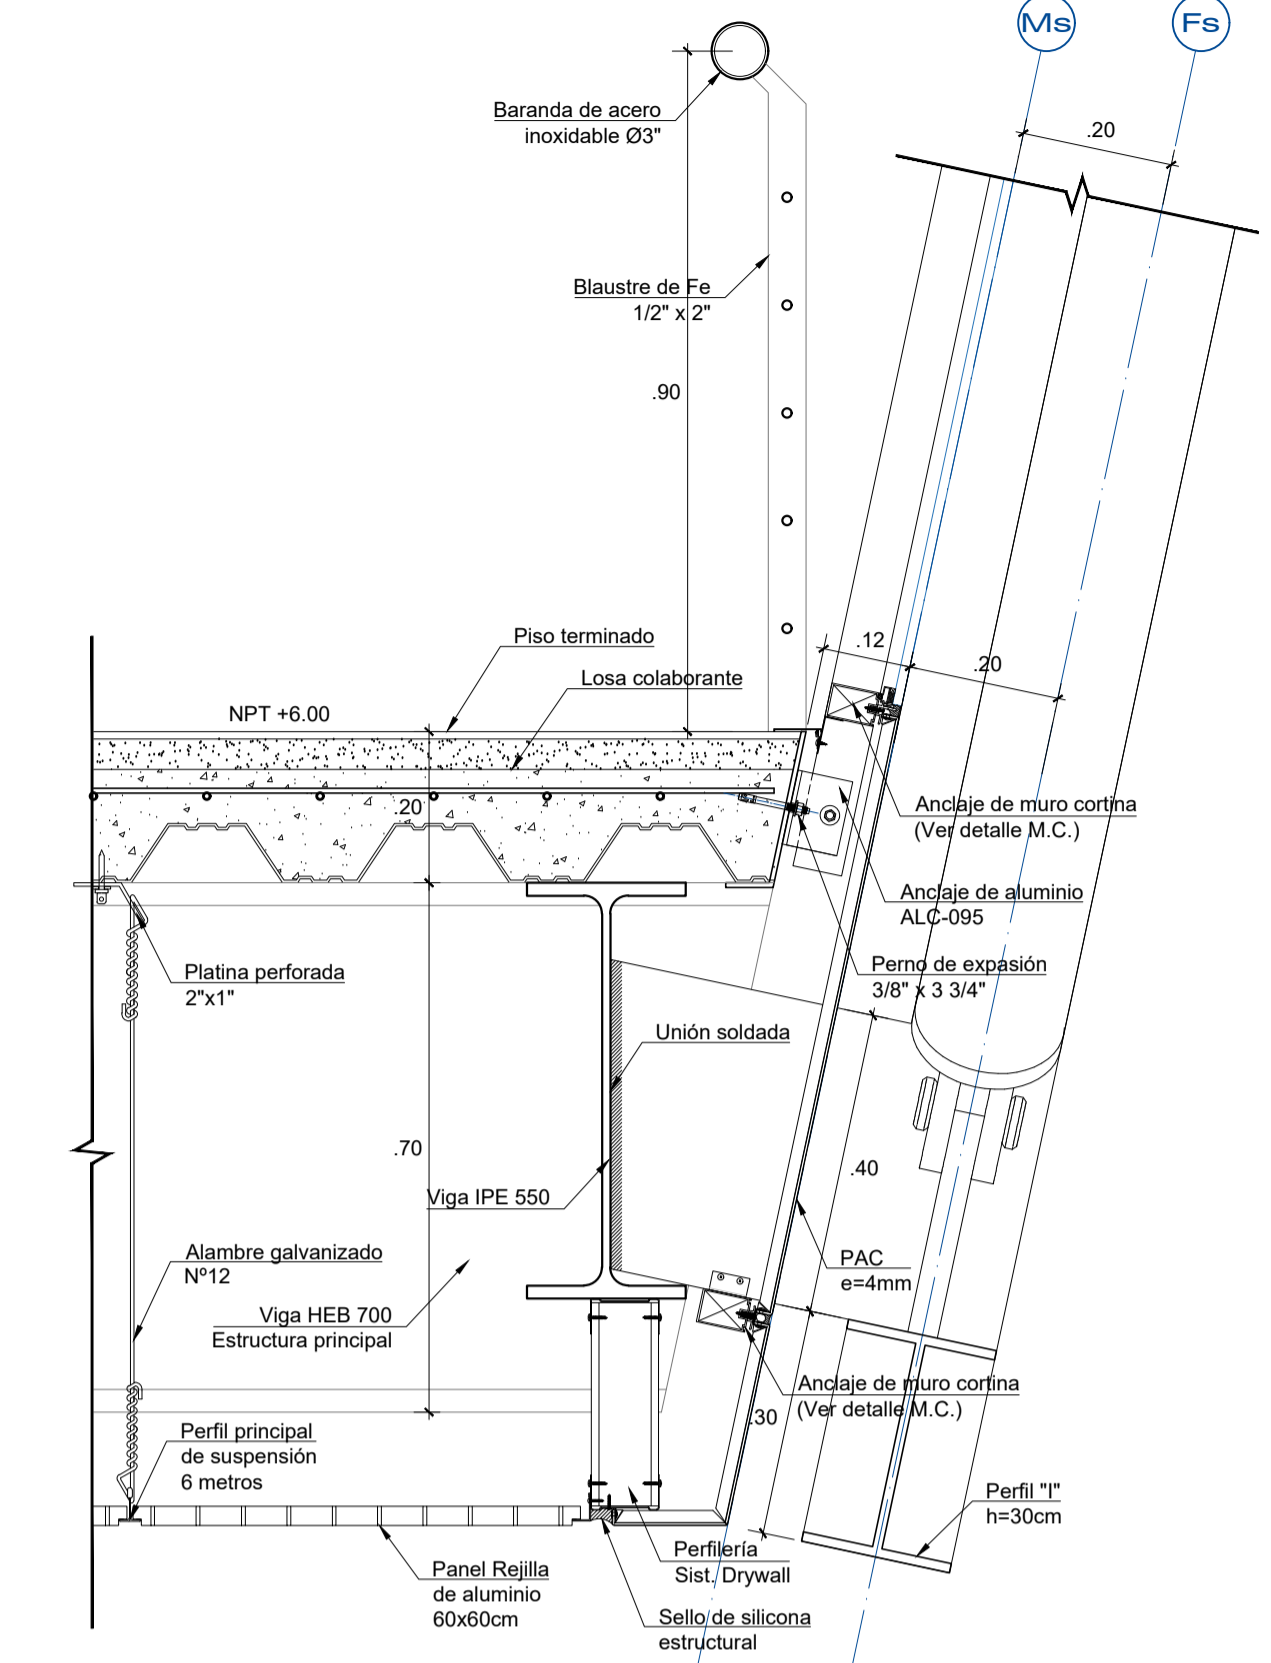 Ms
Fs
.20
Baranda de acero
inoxidable Ø3"
Blaustre de Fe
1/2" x 2"
.90
Piso terminado
.12
.20
Losa colaborante
NPT +6.00
.20
Anclaje de muro cortina
(Ver detalle M.C.)
Anclaje de aluminio
ALC-095
Platina perforada
2"x1"
Perno de expasión
3/8" x 3 3/4"
Unión soldada
.70
.40
Viga IPE 550
Alambre galvanizado
Nº12
PAC
e=4mm
Viga HEB 700
Estructura principal
Anclaje de muro cortina
(Ver detalle M.C.)
.30
Perfil principal
de suspensión
6 metros
Perfil "I"
h=30cm
Perfilería
Sist. Drywall
Panel Rejilla
de aluminio
60x60cm
Sello de silicona
estructural